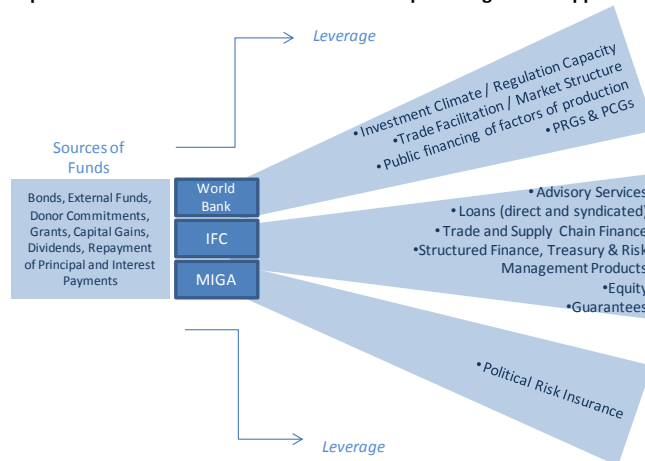 Leverage
• Investment Climate / Regulation Capacity
•Trade Facilitation / Market Structure
• Public financing of factors of production
• PRGs & PCGs
Sources of
Funds
Bonds, External Funds,
Donor Commitments,
Grants, Capital Gains,
Dividends, Repayment
of Principal and Interest
Payments
World
Bank
IFC
MIGA
• Advisory Services
• Loans (direct and syndicated)
• Trade and Supply Chain Finance
•Structured Finance, Treasury & Risk
Management Products
•Equity
•Guarantees
• Political Risk Insurance
Leverage